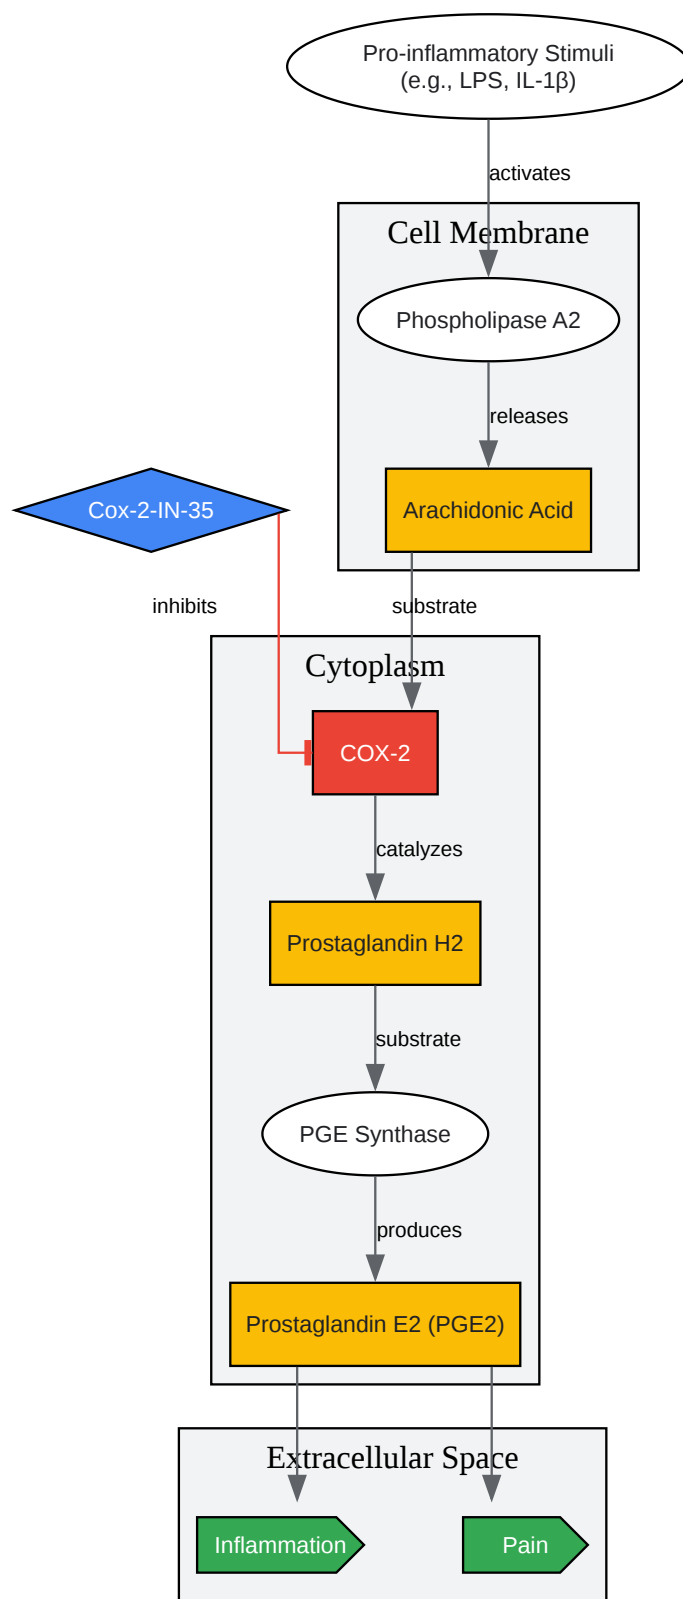 Pro-inflammatory Stimuli
(e.g., LPS, IL-1β)
activates
Cell Membrane
Phospholipase A2
releases
Arachidonic Acid
Cox-2-IN-35
inhibits
substrate
Cytoplasm
COX-2
catalyzes
Prostaglandin H2
substrate
PGE Synthase
produces
Prostaglandin E2 (PGE2)
Extracellular Space
Inflammation
Pain